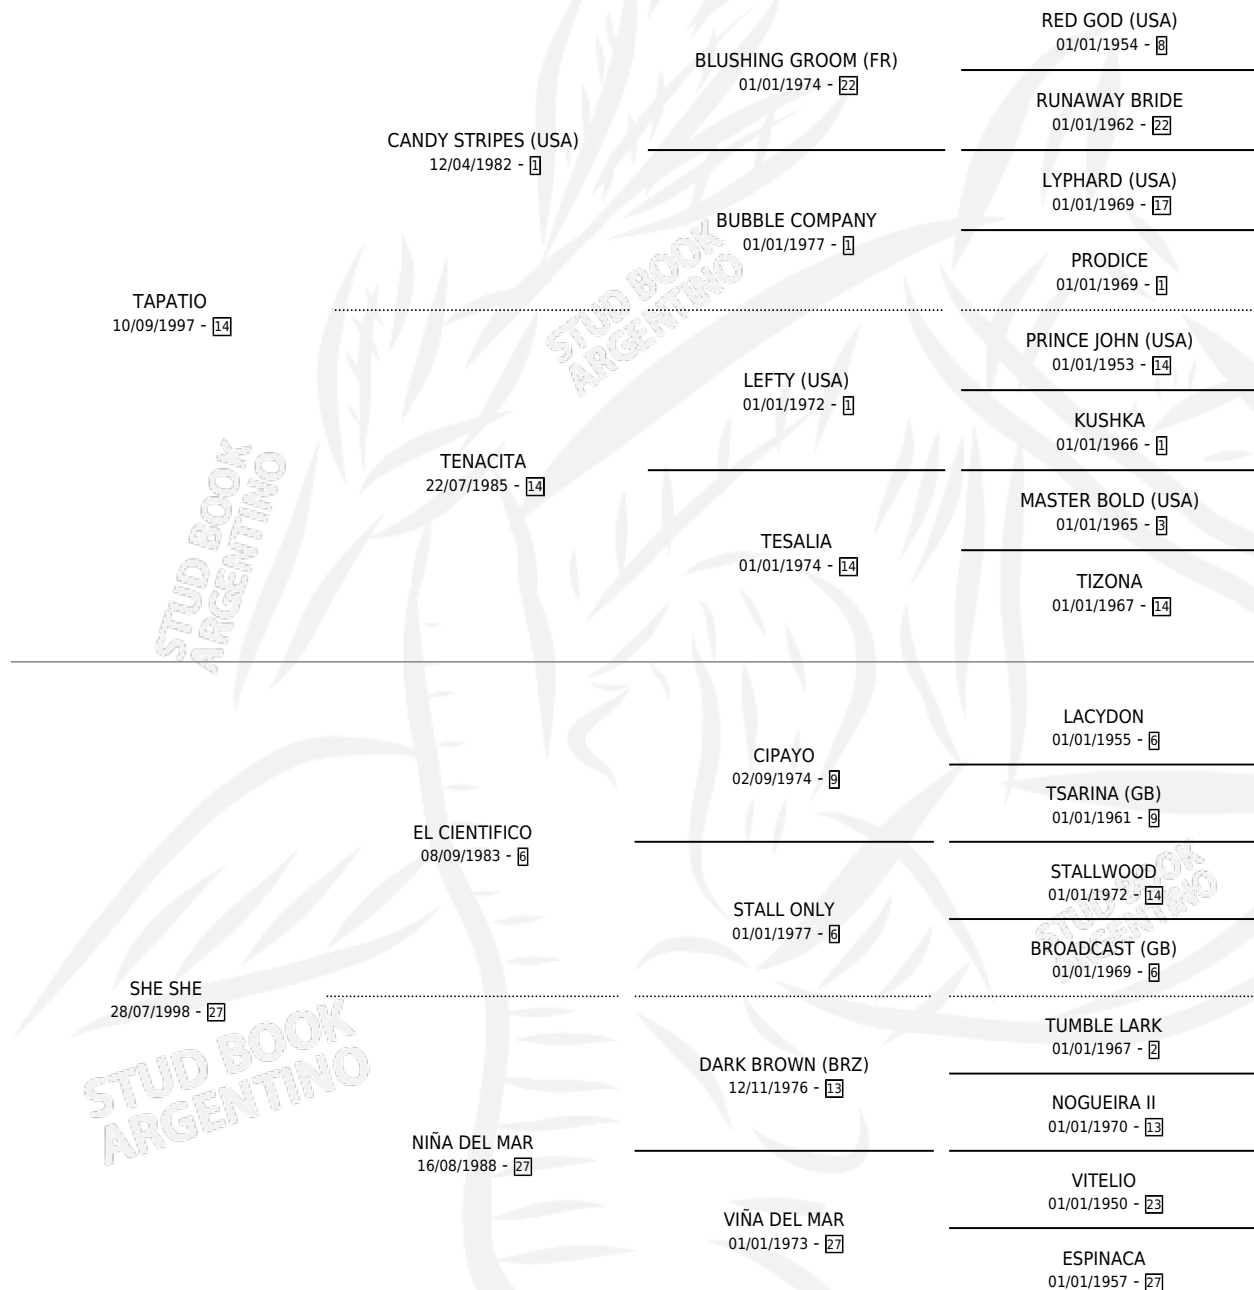 TAPATIO
10/09/1997 - 14
CANDY STRIPES (USA)
12/04/1982 - 1
BLUSHING GROOM (FR)
01/01/1974 - 22
RED GOD (USA)
01/01/1954 - 8
RUNAWAY BRIDE
01/01/1962 - 22
BUBBLE COMPANY
01/01/1977 - 1
LYPHARD (USA)
01/01/1969 - 17
PRODICE
01/01/1969 - 1
TENACITA
22/07/1985 - 14
LEFTY (USA)
01/01/1972 - 1
PRINCE JOHN (USA)
01/01/1953 - 14
KUSHKA
01/01/1966 - 1
TESALIA
01/01/1974 - 14
MASTER BOLD (USA)
01/01/1965 - 3
TIZONA
01/01/1967 - 14
SHE SHE
28/07/1998 - 27
EL CIENTIFICO
08/09/1983 - 6
CIPAYO
02/09/1974 - 9
LACYDON
01/01/1955 - 6
TSARINA (GB)
01/01/1961 - 9
STALL ONLY
01/01/1977 - 6
STALLWOOD
01/01/1972 - 14
BROADCAST (GB)
01/01/1969 - 6
NIÑA DEL MAR
16/08/1988 - 27
DARK BROWN (BRZ)
12/11/1976 - 13
TUMBLE LARK
01/01/1967 - 2
NOGUEIRA II
01/01/1970 - 13
VIÑA DEL MAR
01/01/1973 - 27
VITELIO
01/01/1950 - 23
ESPINACA
01/01/1957 - 27
STUD BOOK
ARGENTINO
STUD BOOK
ARGENTINO
STUD BOOK
ARGENTINO
STUD BOOK
ARGENTINO